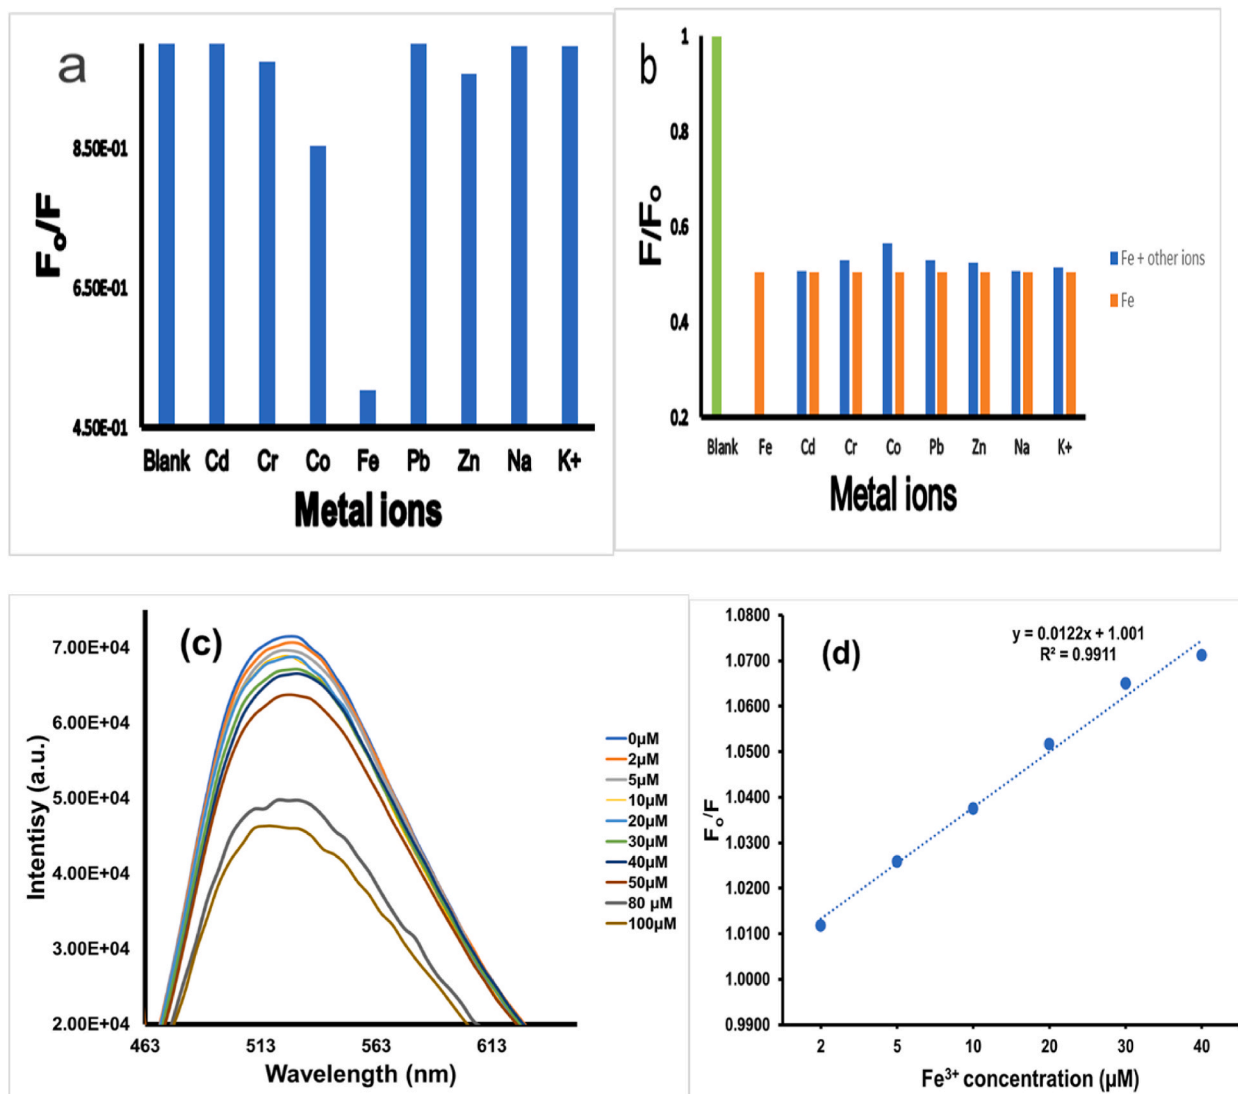 a
8.50E-01
6.50E-01
4.50E-01
Fo/F
Blank Cd Cr Co Fe Pb Zn Na K+
Metal ions
b
1
0.8
0.6
0.4
0.2
F/Fo
Blank Fe Cd Cr Co Pb Zn Na K+
Metal ions
Fe + other ions
Fe
(c)
7.00E+04
6.00E+04
5.00E+04
4.00E+04
3.00E+04
2.00E+04
Intentisy (a.u.)
463 513 563 613
Wavelength (nm)
0µM
2µM
5µM
10µM
20µM
30µM
40µM
50µM
80 µM
100µM
(d)
y = 0.0122x + 1.001
R² = 0.9911
1.0800
1.0700
1.0600
1.0500
1.0400
1.0300
1.0200
1.0100
1.0000
0.9900
Fo/F
2 5 10 20 30 40
Fe³⁺ concentration (µM)